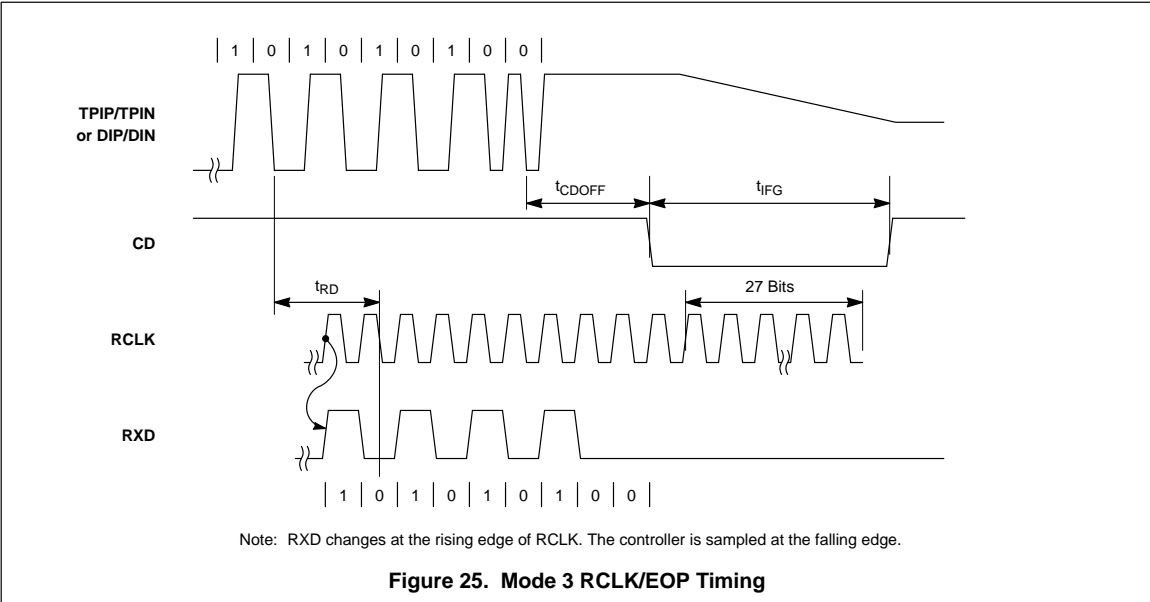 1 0 1 0 1 0 1 0 0
TPIP/TPIN
or DIP/DIN
tCDOFF
tIFG
CD
tRD
27 Bits
RCLK
RXD
1 0 1 0 1 0 1 0 0
Note: RXD changes at the rising edge of RCLK. The controller is sampled at the falling edge.
Figure 25. Mode 3 RCLK/EOP Timing